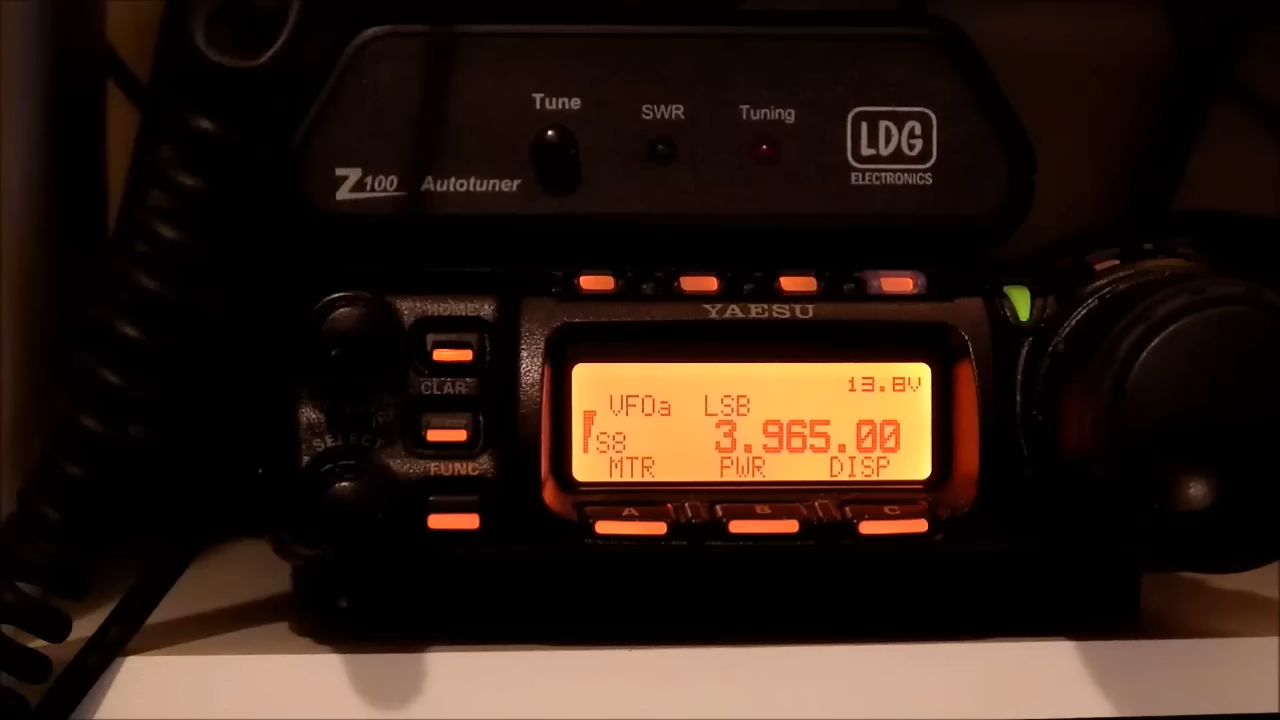 Tune
SWR
Tuning
LDG
ELECTRONICS
Z100 Autotuner
YAESU
HOME
CLAR
SELECT
FUNC
13.8V
VFOa LSB
S8 3.965.00
MTR PWR DISP
A B C